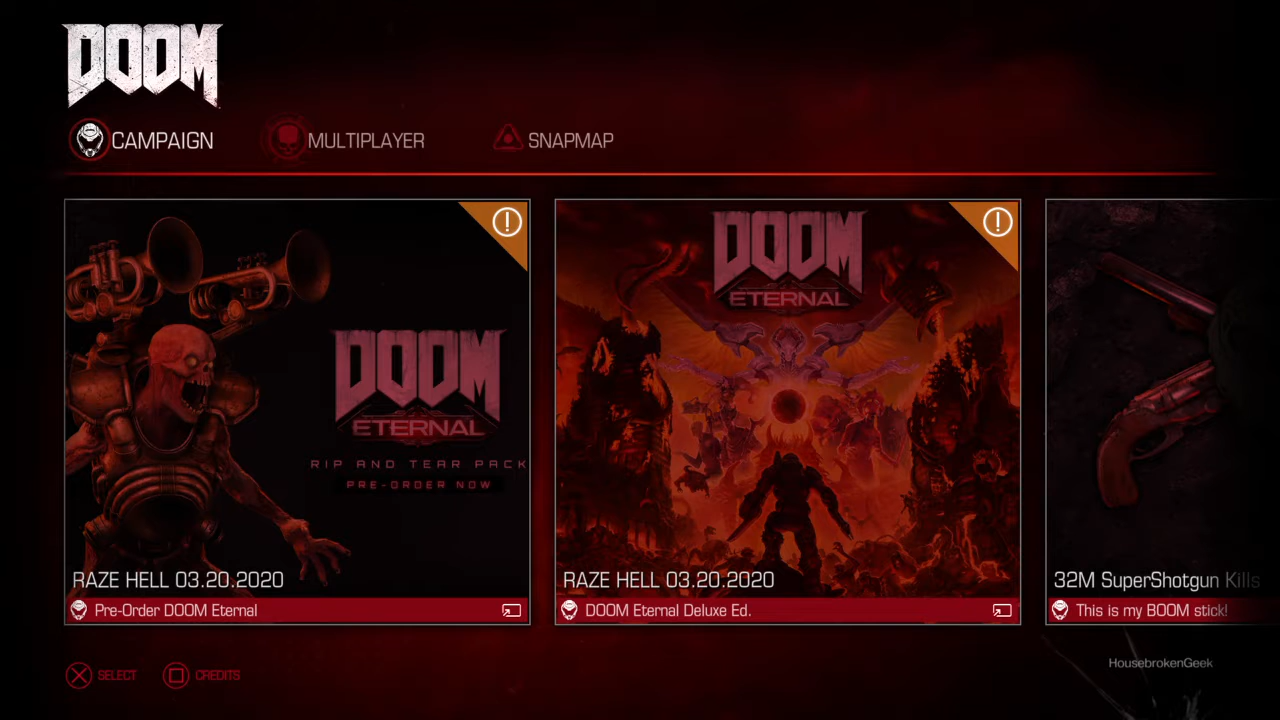 DOOM
CAMPAIGN MULTIPLAYER SNAPMAP
DOOM
ETERNAL
RIP AND TEAR PACK
PRE-ORDER NOW
RAZE HELL 03.20.2020
Pre-Order DOOM Eternal
DOOM
ETERNAL
RAZE HELL 03.20.2020
DOOM Eternal Deluxe Ed.
32M SuperShotgun Kills
This is my BOOM stick!
SELECT CREDITS
HousebrokenGeek